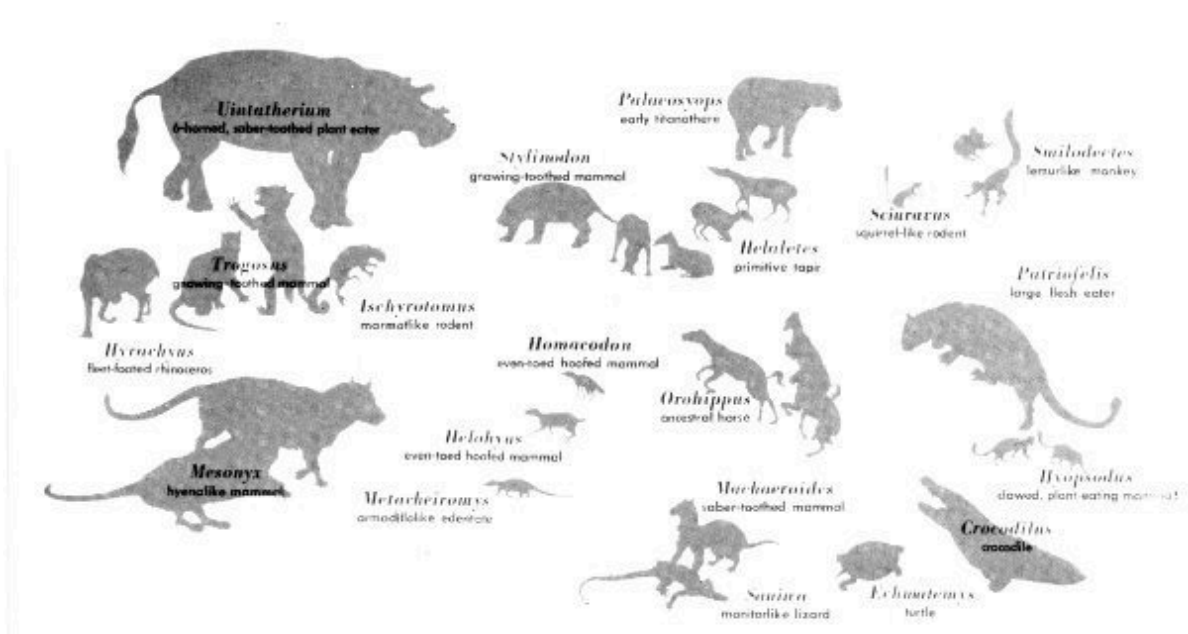 Uintatherium
6-horned, saber-toothed plant eater
Palaeosyops
early titanothere
Stylinodon
gnawing-toothed mammal
Smilodectes
lemurlike monkey
Sciuravus
squirrel-like rodent
Helaletes
primitive tapir
Trogosus
gnawing-toothed mammal
Patriofelis
large flesh eater
Ischyrotomus
marmotlike rodent
Hyrachyus
fleet-footed rhinoceros
Homacodon
even-toed hoofed mammal
Orohippus
ancestral horse
Helohyus
even-toed hoofed mammal
Mesonyx
hyenalike mammal
Metacheiromys
armadillolike edentate
Machaeroides
saber-toothed mammal
Hyopsodus
clawed, plant-eating mammal
Crocodilus
crocodile
Saniwa
monitorlike lizard
Echmatemys
turtle